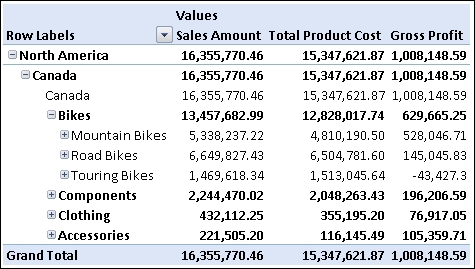 Values
Row Labels Sales Amount Total Product Cost Gross Profit
North America 16,355,770.46 15,347,621.87 1,008,148.59
Canada 16,355,770.46 15,347,621.87 1,008,148.59
Canada 16,355,770.46 15,347,621.87 1,008,148.59
Bikes 13,457,682.99 12,828,017.74 629,665.25
Mountain Bikes 5,338,237.22 4,810,190.50 528,046.71
Road Bikes 6,649,827.43 6,504,781.60 145,045.83
Touring Bikes 1,469,618.34 1,513,045.64 -43,427.3
Components 2,244,470.02 2,048,263.43 196,206.59
Clothing 432,112.25 355,195.20 76,917.05
Accessories 221,505.20 116,145.49 105,359.71
Grand Total 16,355,770.46 15,347,621.87 1,008,148.59